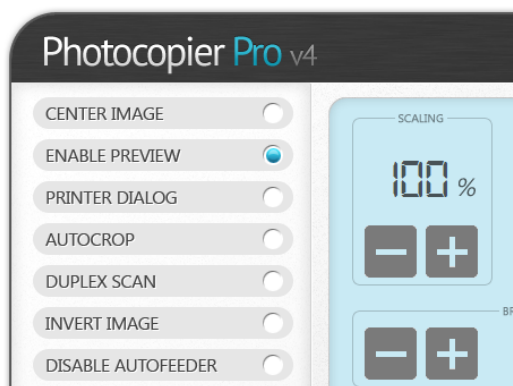 Photocopier Pro v4
CENTER IMAGE
ENABLE PREVIEW
PRINTER DIALOG
AUTOCROP
DUPLEX SCAN
INVERT IMAGE
DISABLE AUTOFEEDER
SCALING
100 %
− +
− +